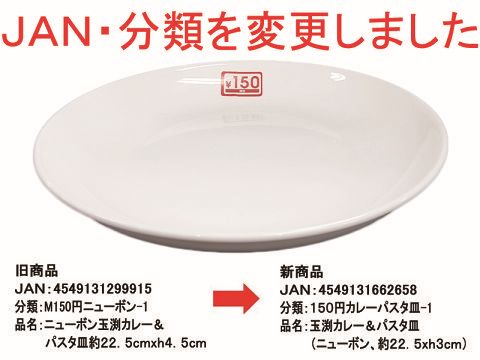 JAN・分類を変更しました
¥150
旧商品
JAN:4549131299915
分類:M150円ニューボン-1
品名:ニューボン玉渕カレー&
パスタ皿約22.5cmxh4.5cm
新商品
JAN:4549131662658
分類:150円カレーパスタ皿-1
品名:玉渕カレー&パスタ皿
(ニューボン、約22.5xh3cm)